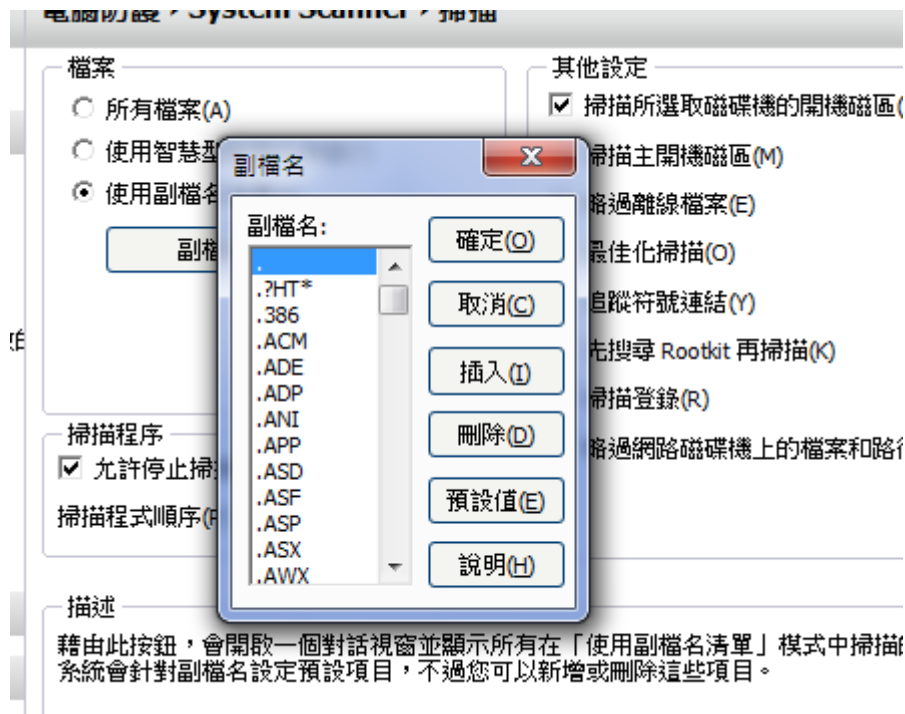 電腦防護 > System Scanner > 掃描
檔案
所有檔案(A)
使用智慧型
使用副檔名
副檔
掃描程序
允許停止掃
掃描程式順序(
其他設定
掃描所選取磁碟機的開機磁區(
掃描主開機磁區(M)
略過離線檔案(E)
最佳化掃描(O)
追蹤符號連結(Y)
先搜尋 Rootkit 再掃描(K)
掃描登錄(R)
略過網路磁碟機上的檔案和路徑
副檔名
副檔名:
.
.?HT*
.386
.ACM
.ADE
.ADP
.ANI
.APP
.ASD
.ASF
.ASP
.ASX
.AWX
確定(O)
取消(C)
插入(I)
刪除(D)
預設值(E)
說明(H)
描述
藉由此按鈕，會開啟一個對話視窗並顯示所有在「使用副檔名清單」模式中掃描的
系統會針對副檔名設定預設項目，不過您可以新增或刪除這些項目。